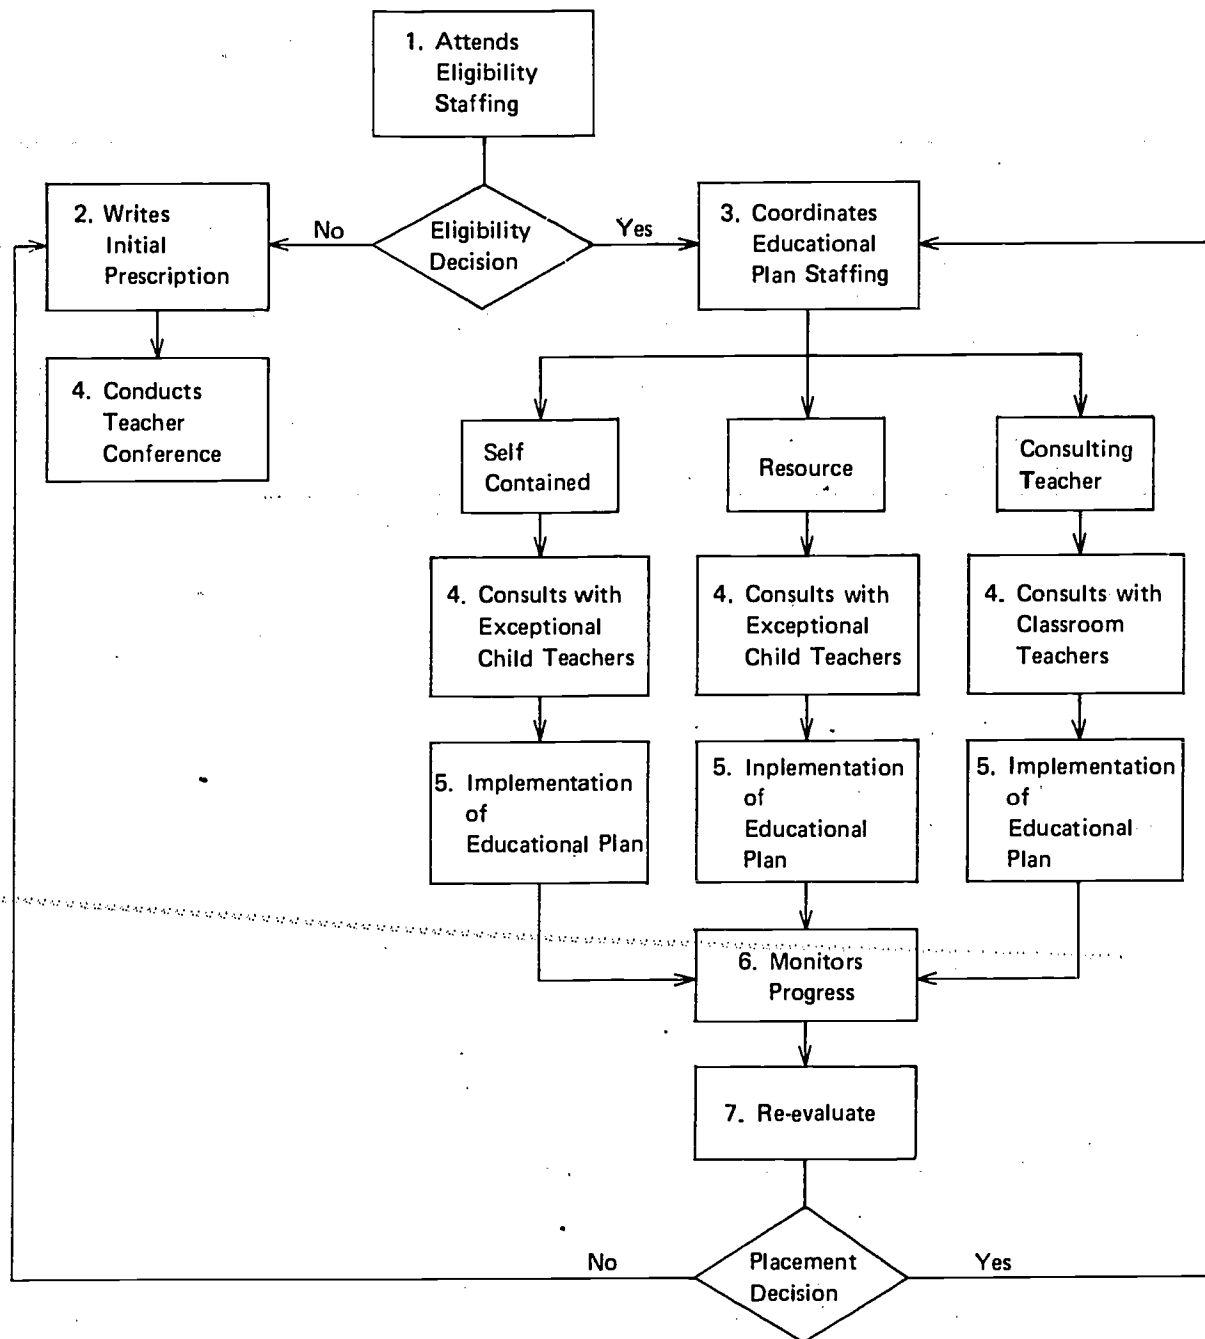 1. Attends
Eligibility
Staffing
2. Writes
Initial
Prescription
No
Eligibility
Decision
Yes
3. Coordinates
Educational
Plan Staffing
4. Conducts
Teacher
Conference
Self
Contained
Resource
Consulting
Teacher
4. Consults with
Exceptional
Child Teachers
4. Consults with
Exceptional
Child Teachers
4. Consults with
Classroom
Teachers
5. Implementation
of
Educational Plan
5. Inplementation
of
Educational
Plan
5. Implementation
of
Educational
Plan
6. Monitors
Progress
7. Re-evaluate
No
Placement
Decision
Yes